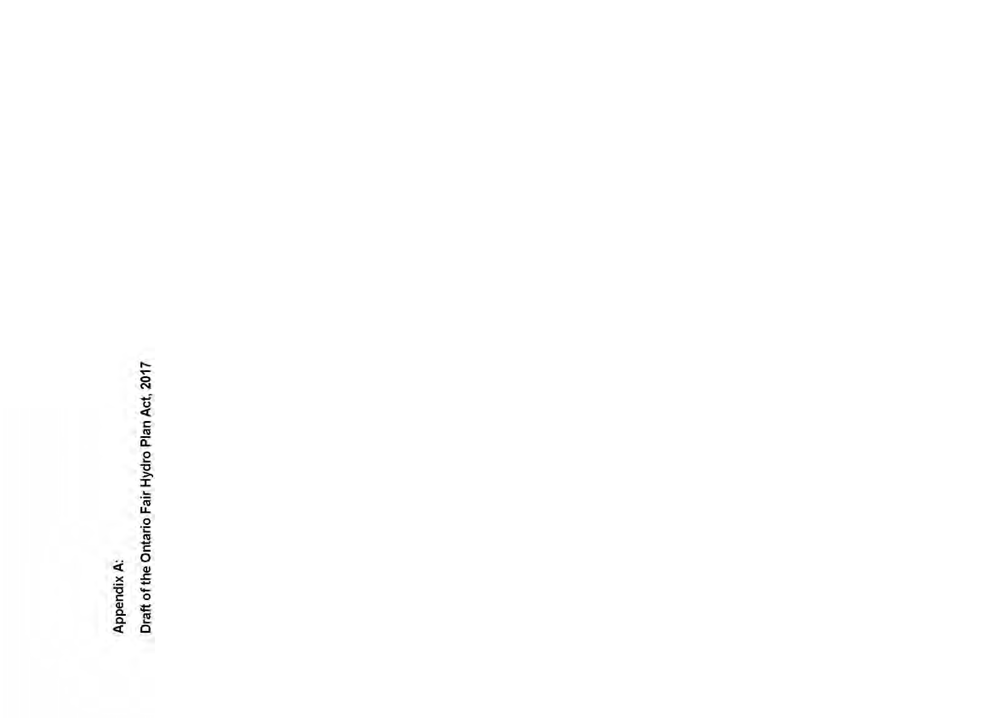 Appendix A:
Draft of the Ontario Fair Hydro Plan Act, 2017